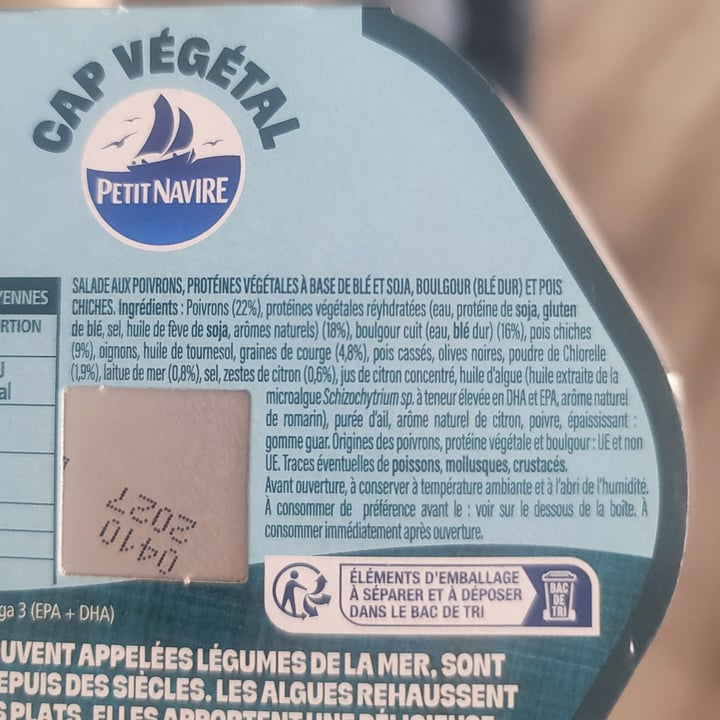 CAP VÉGÉTAL
PETIT NAVIRE
YENNES
RTION
SALADE AUX POIVRONS, PROTÉINES VÉGÉTALES À BASE DE BLÉ ET SOJA, BOULGOUR (BLÉ DUR) ET POIS
CHICHES. Ingrédients : Poivrons (22%), protéines végétales réyhdratées (eau, protéine de soja, gluten
de blé, sel, huile de fève de soja, arômes naturels) (18%), boulgour cuit (eau, blé dur) (16%), pois chiches
(9%), oignons, huile de tournesol, graines de courge (4,8%), pois cassés, olives noires, poudre de Chlorelle
(1,9%), laitue de mer (0,8%), sel, zestes de citron (0,6%), jus de citron concentré, huile d'algue (huile extraite de la
microalgue Schizochytrium sp. à teneur élevée en DHA et EPA, arôme naturel
de romarin), purée d'ail, arôme naturel de citron, poivre, épaississant :
gomme guar. Origines des poivrons, protéine végétale et boulgour : UE et non
UE. Traces éventuelles de poissons, mollusques, crustacés.
Avant ouverture, à conserver à température ambiante et à l'abri de l'humidité.
À consommer de préférence avant le : voir sur le dessous de la boîte. À
consommer immédiatement après ouverture.
J
al
2027
0410
ÉLÉMENTS D'EMBALLAGE
À SÉPARER ET À DÉPOSER
DANS LE BAC DE TRI
BAC
DE
TRI
ga 3 (EPA + DHA)
UVENT APPELÉES LÉGUMES DE LA MER, SONT
EPUIS DES SIÈCLES. LES ALGUES REHAUSSENT
S PLATS. ELLES APPORTENT UNE DÉLICIEUSE